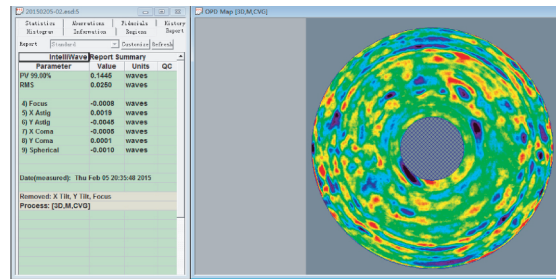 20150205-02.znd:5
Statistics Aberrations Fiducials History
Histogram Information Regions Report
Report Standard Customize Refresh
IntelliWave Report Summary
Parameter Value Units QC
PV 99.00% 0.1445 waves
RMS 0.0250 waves
4) Focus -0.0008 waves
5) X Astig 0.0019 waves
6) Y Astig -0.0045 waves
7) X Coma -0.0005 waves
8) Y Coma 0.0001 waves
9) Spherical -0.0010 waves
Date(measured): Thu Feb 05 20:35:48 2015
Removed: X Tilt, Y Tilt, Focus
Process: [3D,M,CVG]
OPD Map [3D,M,CVG]